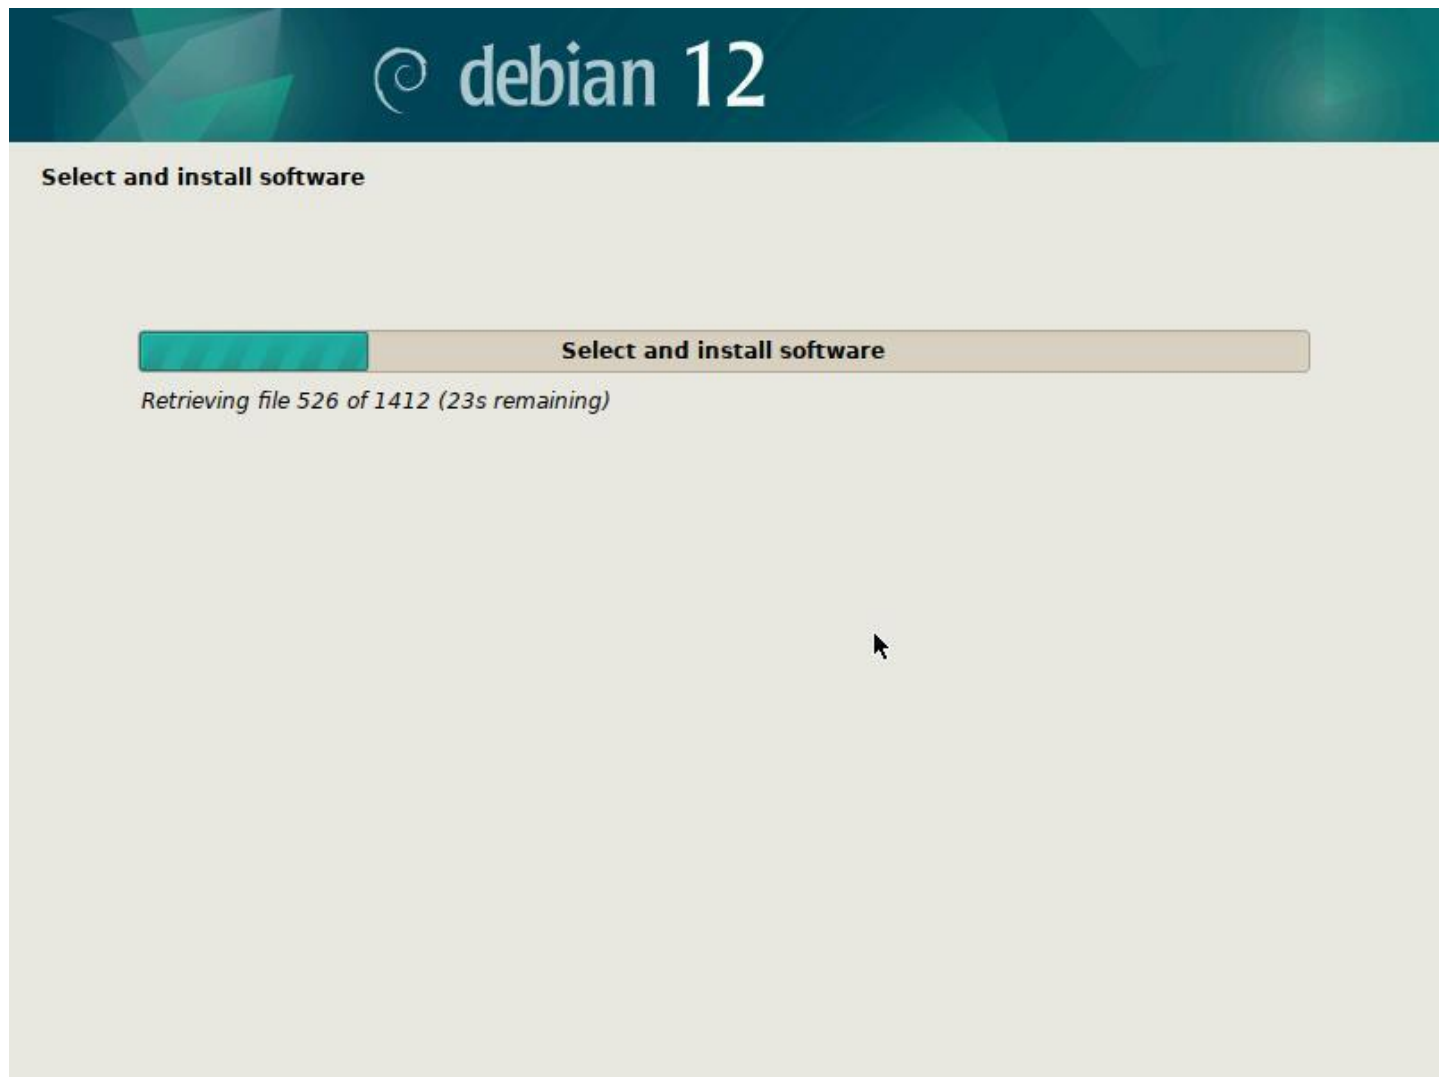 debian 12
Select and install software
Select and install software
Retrieving file 526 of 1412 (23s remaining)